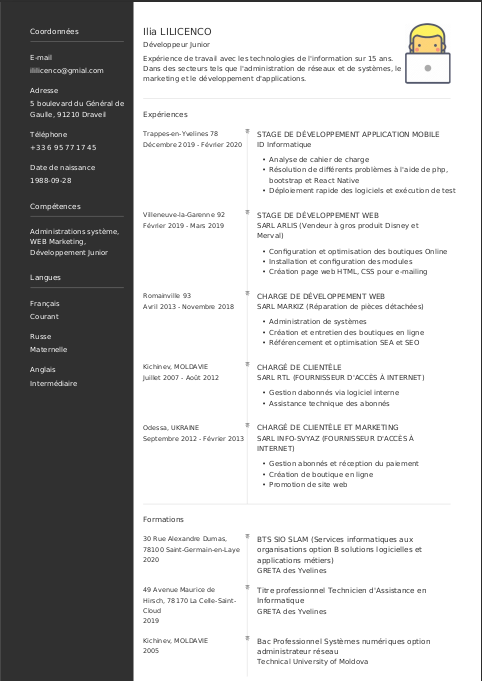 Coordonnées
E-mail
ililicenco@gmial.com
Adresse
5 boulevard du Général de
Gaulle, 91210 Draveil
Téléphone
+33 6 95 77 17 45
Date de naissance
1988-09-28
Compétences
Administrations système,
WEB Marketing,
Développement Junior
Langues
Français
Courant
Russe
Maternelle
Anglais
Intermédiaire
Ilia LILICENCO
Développeur Junior
Expérience de travail avec les technologies de l'information sur 15 ans.
Dans des secteurs tels que l'administration de réseaux et de systèmes, le
marketing et le développement d'applications.
Expériences
Trappes-en-Yvelines 78
Décembre 2019 - Février 2020
STAGE DE DÉVELOPPEMENT APPLICATION MOBILE
ID Informatique
• Analyse de cahier de charge
• Résolution de différents problèmes à l'aide de php,
bootstrap et React Native
• Déploiement rapide des logiciels et exécution de test
Villeneuve-la-Garenne 92
Février 2019 - Mars 2019
STAGE DE DÉVELOPPEMENT WEB
SARL ARLIS (Vendeur à gros produit Disney et
Merval)
• Configuration et optimisation des boutiques Online
• Installation et configuration des modules
• Création page web HTML, CSS pour e-mailing
Romainville 93
Avril 2013 - Novembre 2018
CHARGE DE DÉVELOPPEMENT WEB
SARL MARKIZ (Réparation de pièces détachées)
• Administration de systèmes
• Création et entretien des boutiques en ligne
• Référencement et optimisation SEA et SEO
Kichinev, MOLDAVIE
Juillet 2007 - Août 2012
CHARGÉ DE CLIENTÈLE
SARL RTL (FOURNISSEUR D'ACCÈS À INTERNET)
• Gestion dabonnés via logiciel interne
• Assistance technique des abonnés
Odessa, UKRAINE
Septembre 2012 - Février 2013
CHARGÉ DE CLIENTÈLE ET MARKETING
SARL INFO-SVYAZ (FOURNISSEUR D'ACCÈS À
INTERNET)
• Gestion abonnés et réception du paiement
• Création de boutique en ligne
• Promotion de site web
Formations
30 Rue Alexandre Dumas,
78100 Saint-Germain-en-Laye
2020
BTS SIO SLAM (Services informatiques aux
organisations option B solutions logicielles et
applications métiers)
GRETA des Yvelines
49 Avenue Maurice de
Hirsch, 78170 La Celle-Saint-
Cloud
2019
Titre professionnel Technicien d'Assistance en
Informatique
GRETA des Yvelines
Kichinev, MOLDAVIE
2005
Bac Professionnel Systèmes numériques option
administrateur réseau
Technical University of Moldova